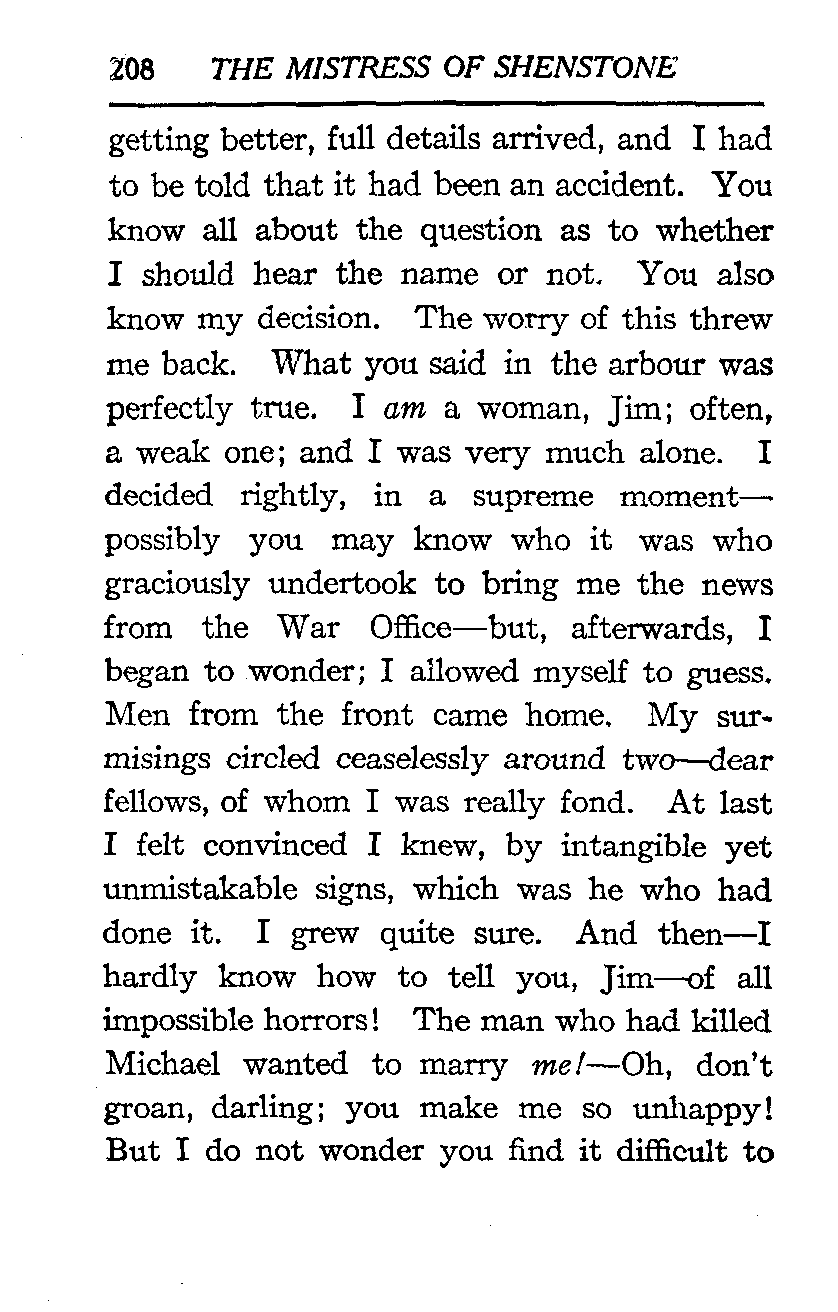 208 THE MISTRESS OF SHENSTONE
getting better, full details arrived, and I had
to be told that it had been an accident. You
know all about the question as to whether
I should hear the name or not. You also
know my decision. The worry of this threw
me back. What you said in the arbour was
perfectly true. I am a woman, Jim; often,
a weak one; and I was very much alone. I
decided rightly, in a supreme moment—
possibly you may know who it was who
graciously undertook to bring me the news
from the War Office—but, afterwards, I
began to wonder; I allowed myself to guess.
Men from the front came home. My sur-
misings circled ceaselessly around two—dear
fellows, of whom I was really fond. At last
I felt convinced I knew, by intangible yet
unmistakable signs, which was he who had
done it. I grew quite sure. And then—I
hardly know how to tell you, Jim—of all
impossible horrors! The man who had killed
Michael wanted to marry me!—Oh, don't
groan, darling; you make me so unhappy!
But I do not wonder you find it difficult to